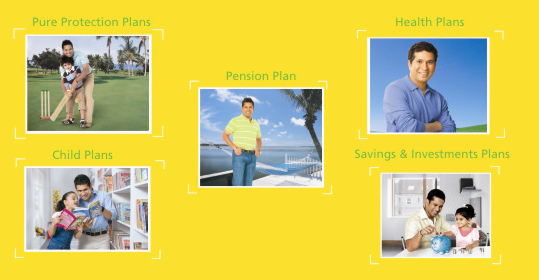 Pure Protection Plans
Health Plans
Pension Plan
Child Plans
Savings & Investments Plans